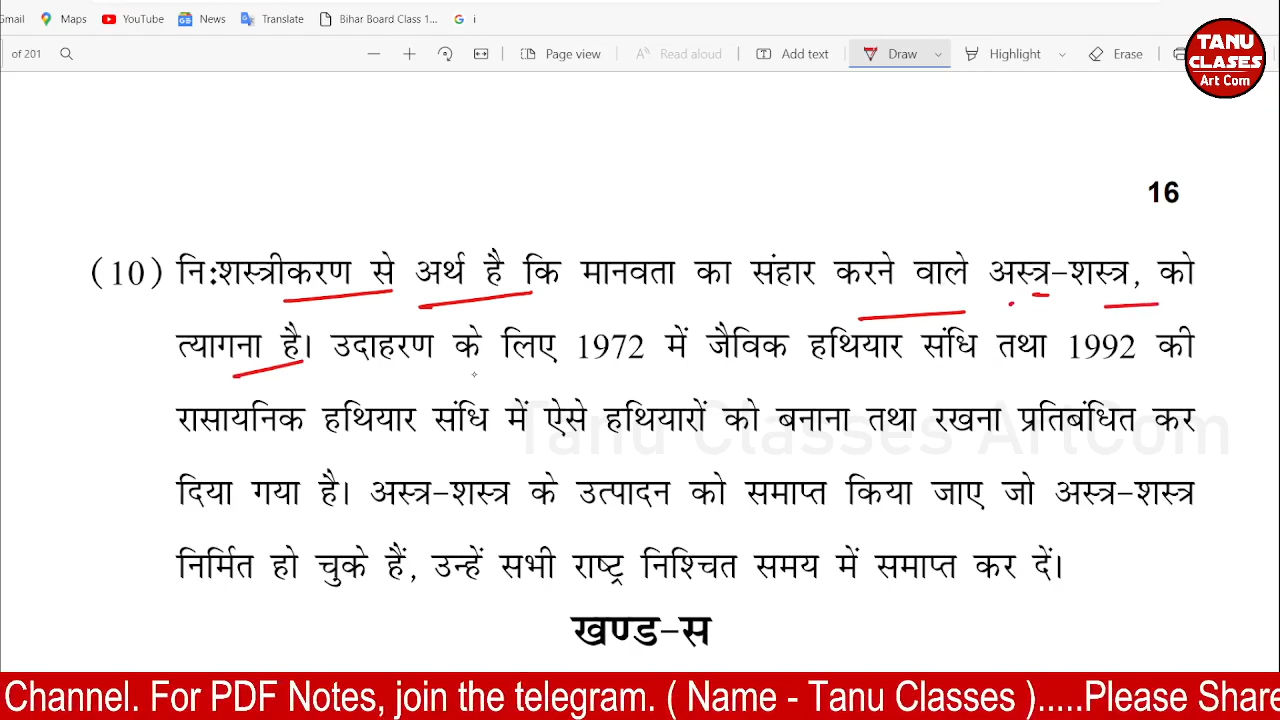 Gmail Maps YouTube News Translate Bihar Board Class 1... i
of 201 Page view Read aloud Add text Draw Highlight Erase
TANU
CLASES
Art Com
16
(10) निःशस्त्रीकरण से अर्थ है कि मानवता का संहार करने वाले अस्त्र-शस्त्र, को
त्यागना है। उदाहरण के लिए 1972 में जैविक हथियार संधि तथा 1992 की
रासायनिक हथियार संधि में ऐसे हथियारों को बनाना तथा रखना प्रतिबंधित कर
Tanu Classes ArtCom
दिया गया है। अस्त्र-शस्त्र के उत्पादन को समाप्त किया जाए जो अस्त्र-शस्त्र
निर्मित हो चुके हैं, उन्हें सभी राष्ट्र निश्चित समय में समाप्त कर दें।
खण्ड-स
Channel. For PDF Notes, join the telegram. ( Name - Tanu Classes ).....Please Share